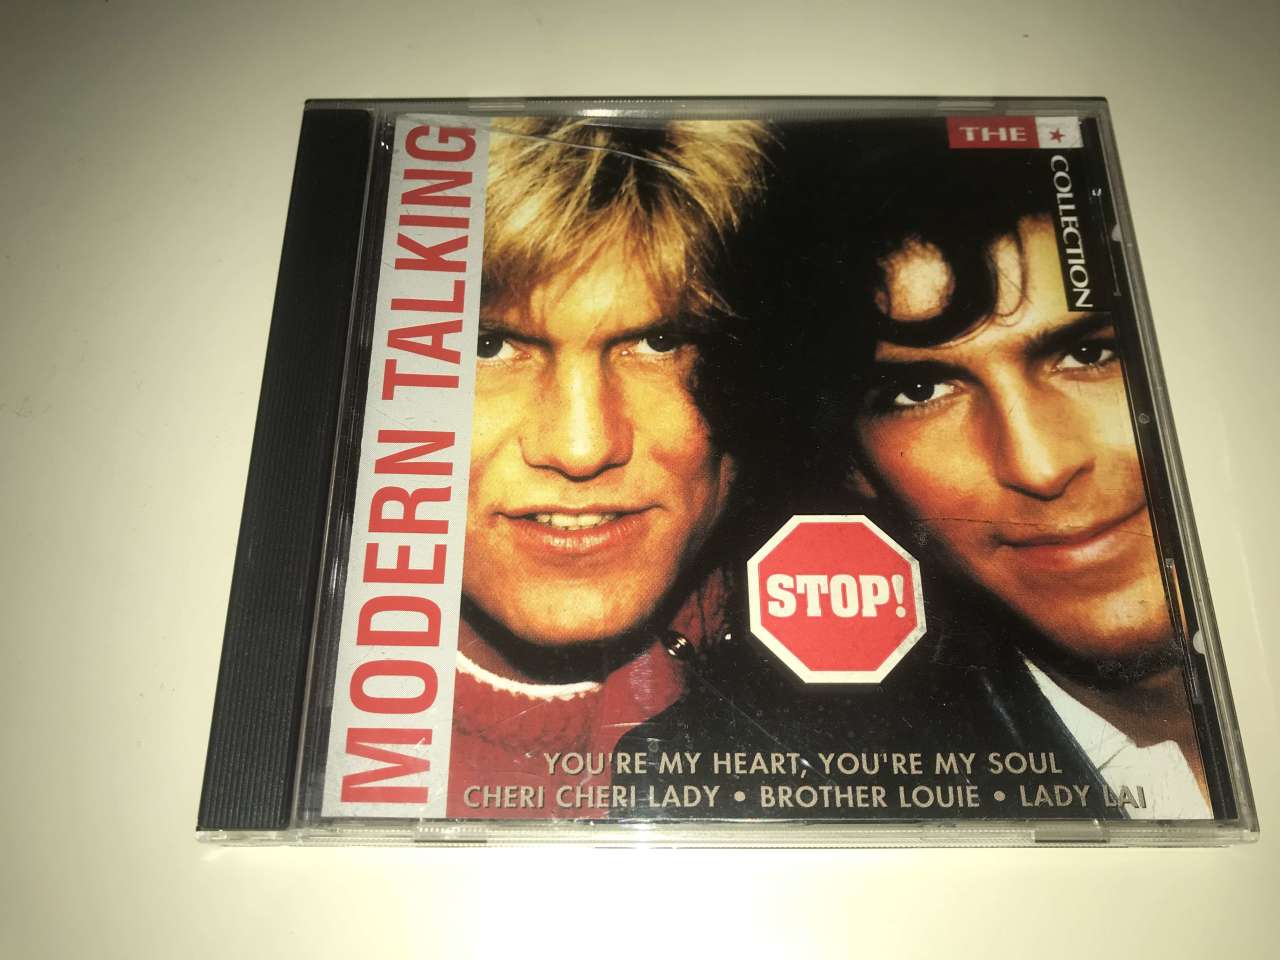 MODERN TALKING
THE
COLLECTION
STOP!
YOU'RE MY HEART, YOU'RE MY SOUL
CHERI CHERI LADY • BROTHER LOUIE • LADY LAI